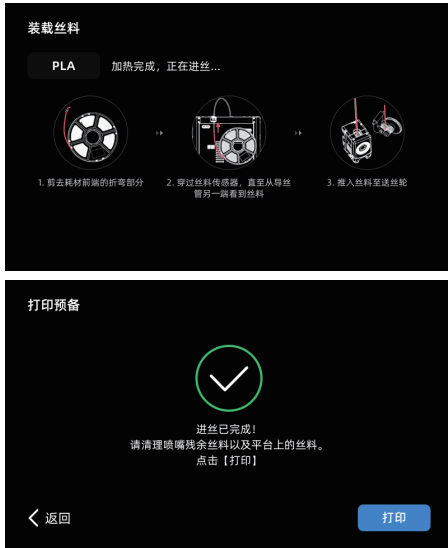 装载丝料
PLA 加热完成，正在进丝...
1. 剪去耗材前端的折弯部分
2. 穿过丝料传感器，直至从导丝
管另一端看到丝料
3. 推入丝料至送丝轮
打印预备
进丝已完成！
请清理喷嘴残余丝料以及平台上的丝料。
点击【打印】
返回
打印